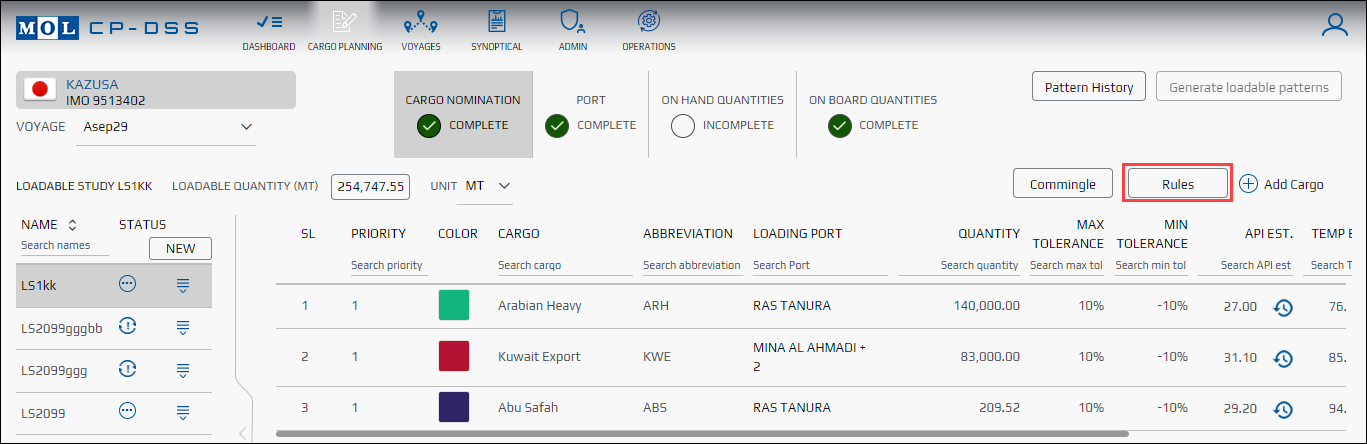 MOL CP-DSS
DASHBOARD CARGO PLANNING VOYAGES SYNOPTICAL ADMIN OPERATIONS
KAZUSA
IMO 9513402
VOYAGE Asep29
CARGO NOMINATION PORT ON HAND QUANTITIES ON BOARD QUANTITIES
COMPLETE COMPLETE INCOMPLETE COMPLETE
Pattern History Generate loadable patterns
LOADABLE STUDY LS1KK LOADABLE QUANTITY (MT) 254,747.55 UNIT MT Commingle Rules Add Cargo
NAME STATUS
Search names NEW
LS1kk
LS2099gggbb
LS2099ggg
LS2099
SL PRIORITY COLOR CARGO ABBREVIATION LOADING PORT QUANTITY MAX TOLERANCE MIN TOLERANCE API EST. TEMP E
Search priority Search cargo Search abbreviation Search Port Search quantity Search max tol Search min tol Search API est Search T
1 1 Arabian Heavy ARH RAS TANURA 140,000.00 10% -10% 27.00 76.
2 1 Kuwait Export KWE MINA AL AHMADI + 2 83,000.00 10% -10% 31.10 85.
3 1 Abu Safah ABS RAS TANURA 209.52 10% -10% 29.20 94.